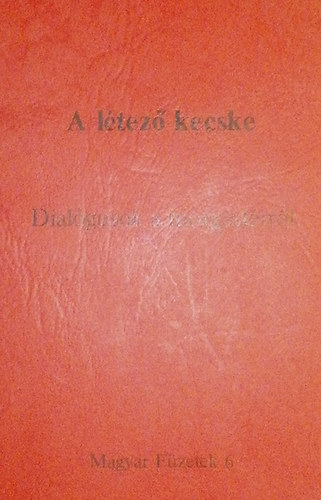 A létező kecske
Dialógusok a
Magyar Füzetek 6